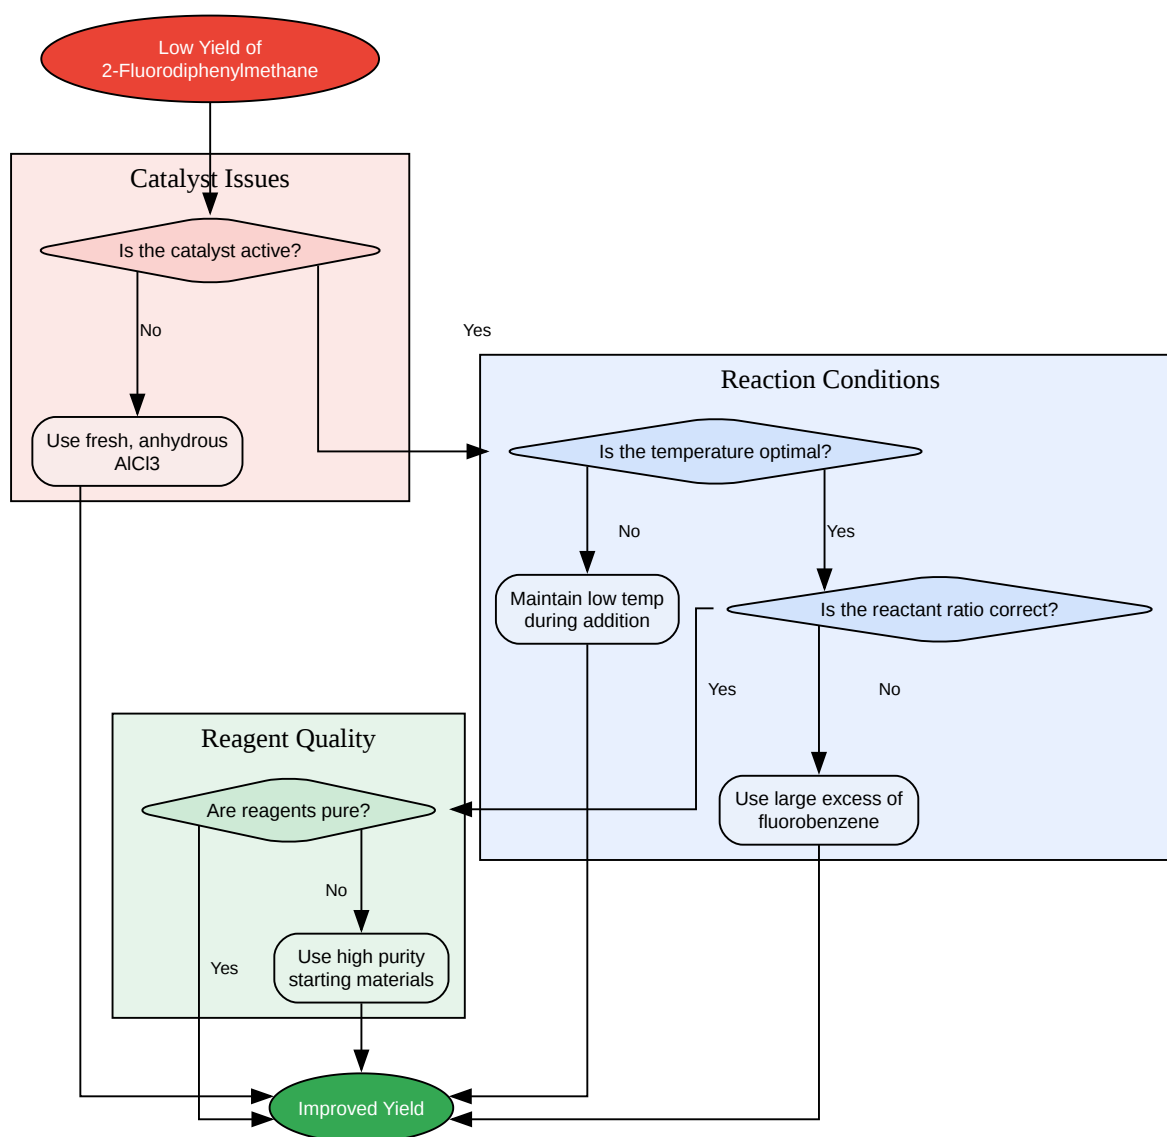 Low Yield of
2-Fluorodiphenylmethane
Catalyst Issues
Is the catalyst active?
No
Yes
Use fresh, anhydrous
AlCl3
Reaction Conditions
Is the temperature optimal?
No
Yes
Maintain low temp
during addition
Is the reactant ratio correct?
Yes
No
Use large excess of
fluorobenzene
Reagent Quality
Are reagents pure?
No
Yes
Use high purity
starting materials
Improved Yield